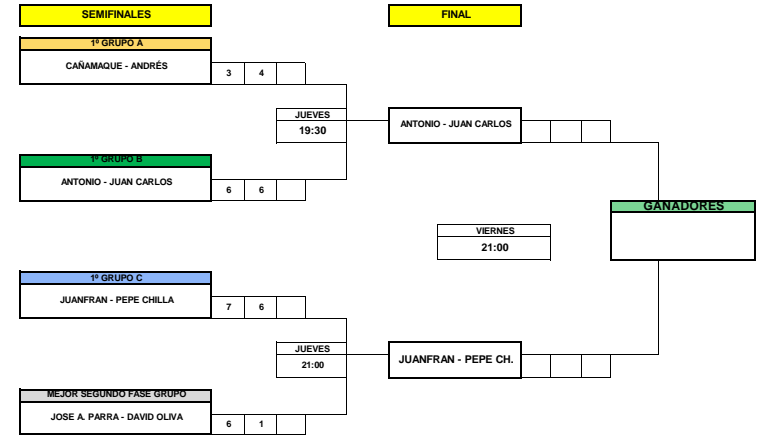 SEMIFINALES
FINAL
1º GRUPO A
CAÑAMAQUE - ANDRÉS
3 4
JUEVES
19:30
ANTONIO - JUAN CARLOS
1º GRUPO B
ANTONIO - JUAN CARLOS
6 6
GANADORES
VIERNES
21:00
1º GRUPO C
JUANFRAN - PEPE CHILLA
7 6
JUEVES
21:00
JUANFRAN - PEPE CH.
MEJOR SEGUNDO FASE GRUPO
JOSE A. PARRA - DAVID OLIVA
6 1